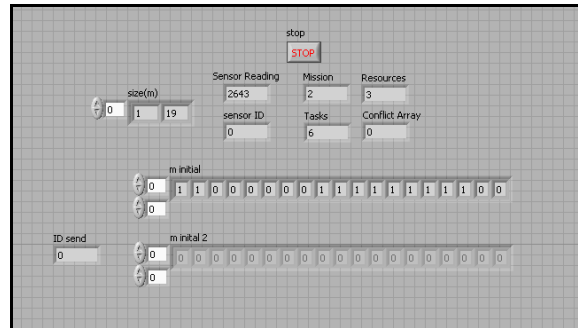 stop
STOP
Sensor Reading Mission Resources
size(m) 2643 2 3
0 1 19
sensor ID Tasks Conflict Array
0 6 0
m initial
0 1 1 0 0 0 0 0 0 1 1 1 1 1 1 1 1 1 0 0
0
ID send m inital 2
0 0 0 0 0 0 0 0 0 0 0 0 0 0 0 0 0 0 0 0 0
0